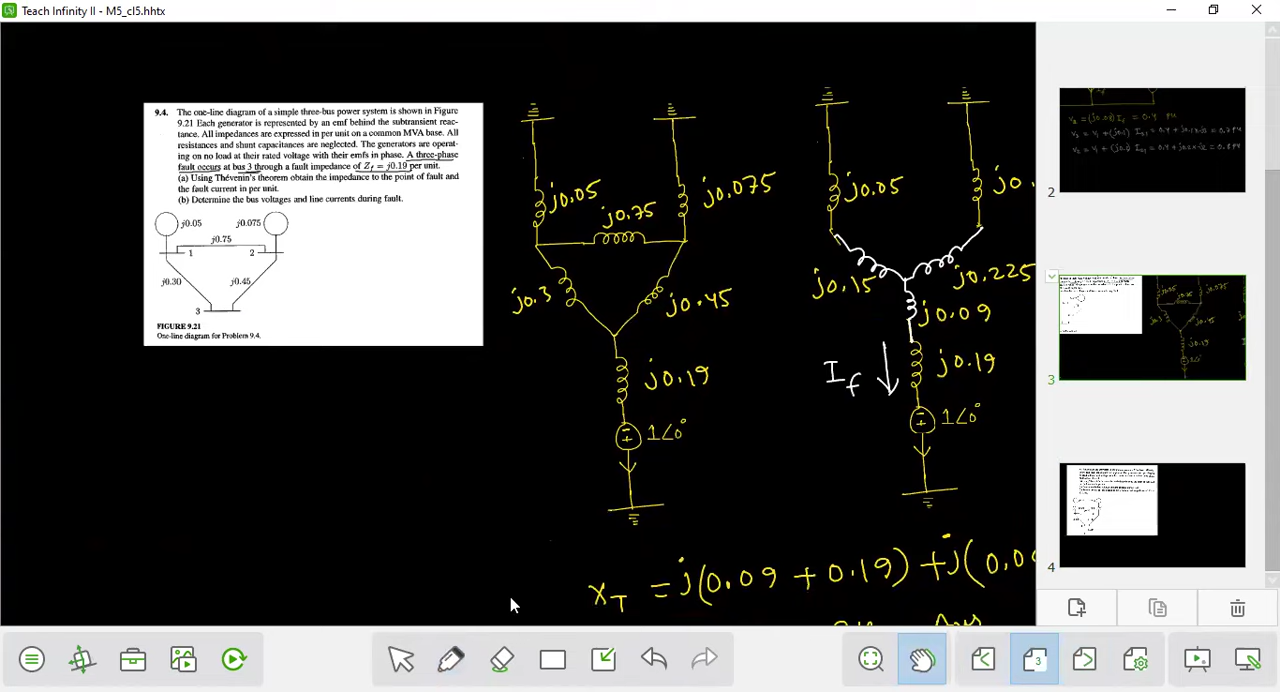 Teach Infinity II - M5_cl5.hhtx
9.4. The one-line diagram of a simple three-bus power system is shown in Figure
9.21 Each generator is represented by an emf behind the subtransient reac-
tance. All impedances are expressed in per unit on a common MVA base. All
resistances and shunt capacitances are neglected. The generators are operat-
ing on no load at their rated voltage with their emfs in phase. A three-phase
fault occurs at bus 3 through a fault impedance of Zf = j0.19 per unit.
(a) Using Thévenin's theorem obtain the impedance to the point of fault and
the fault current in per unit.
(b) Determine the bus voltages and line currents during fault.
j0.05 j0.075
j0.75
1 2
j0.30 j0.45
3
FIGURE 9.21
One-line diagram for Problem 9.4.
j0.05 j0.075
j0.75
j0.3 j0.45
j0.19
1∠0°
j0.05 j0.
j0.15 j0.225
j0.09
If j0.19
1∠0°
XT = j(0.09 + 0.19) + j(0.0
2
3
4
3